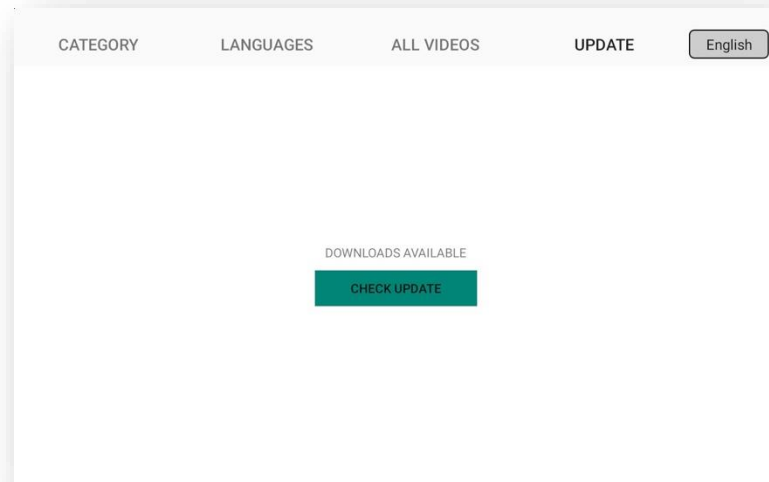 CATEGORY LANGUAGES ALL VIDEOS UPDATE English
DOWNLOADS AVAILABLE
CHECK UPDATE